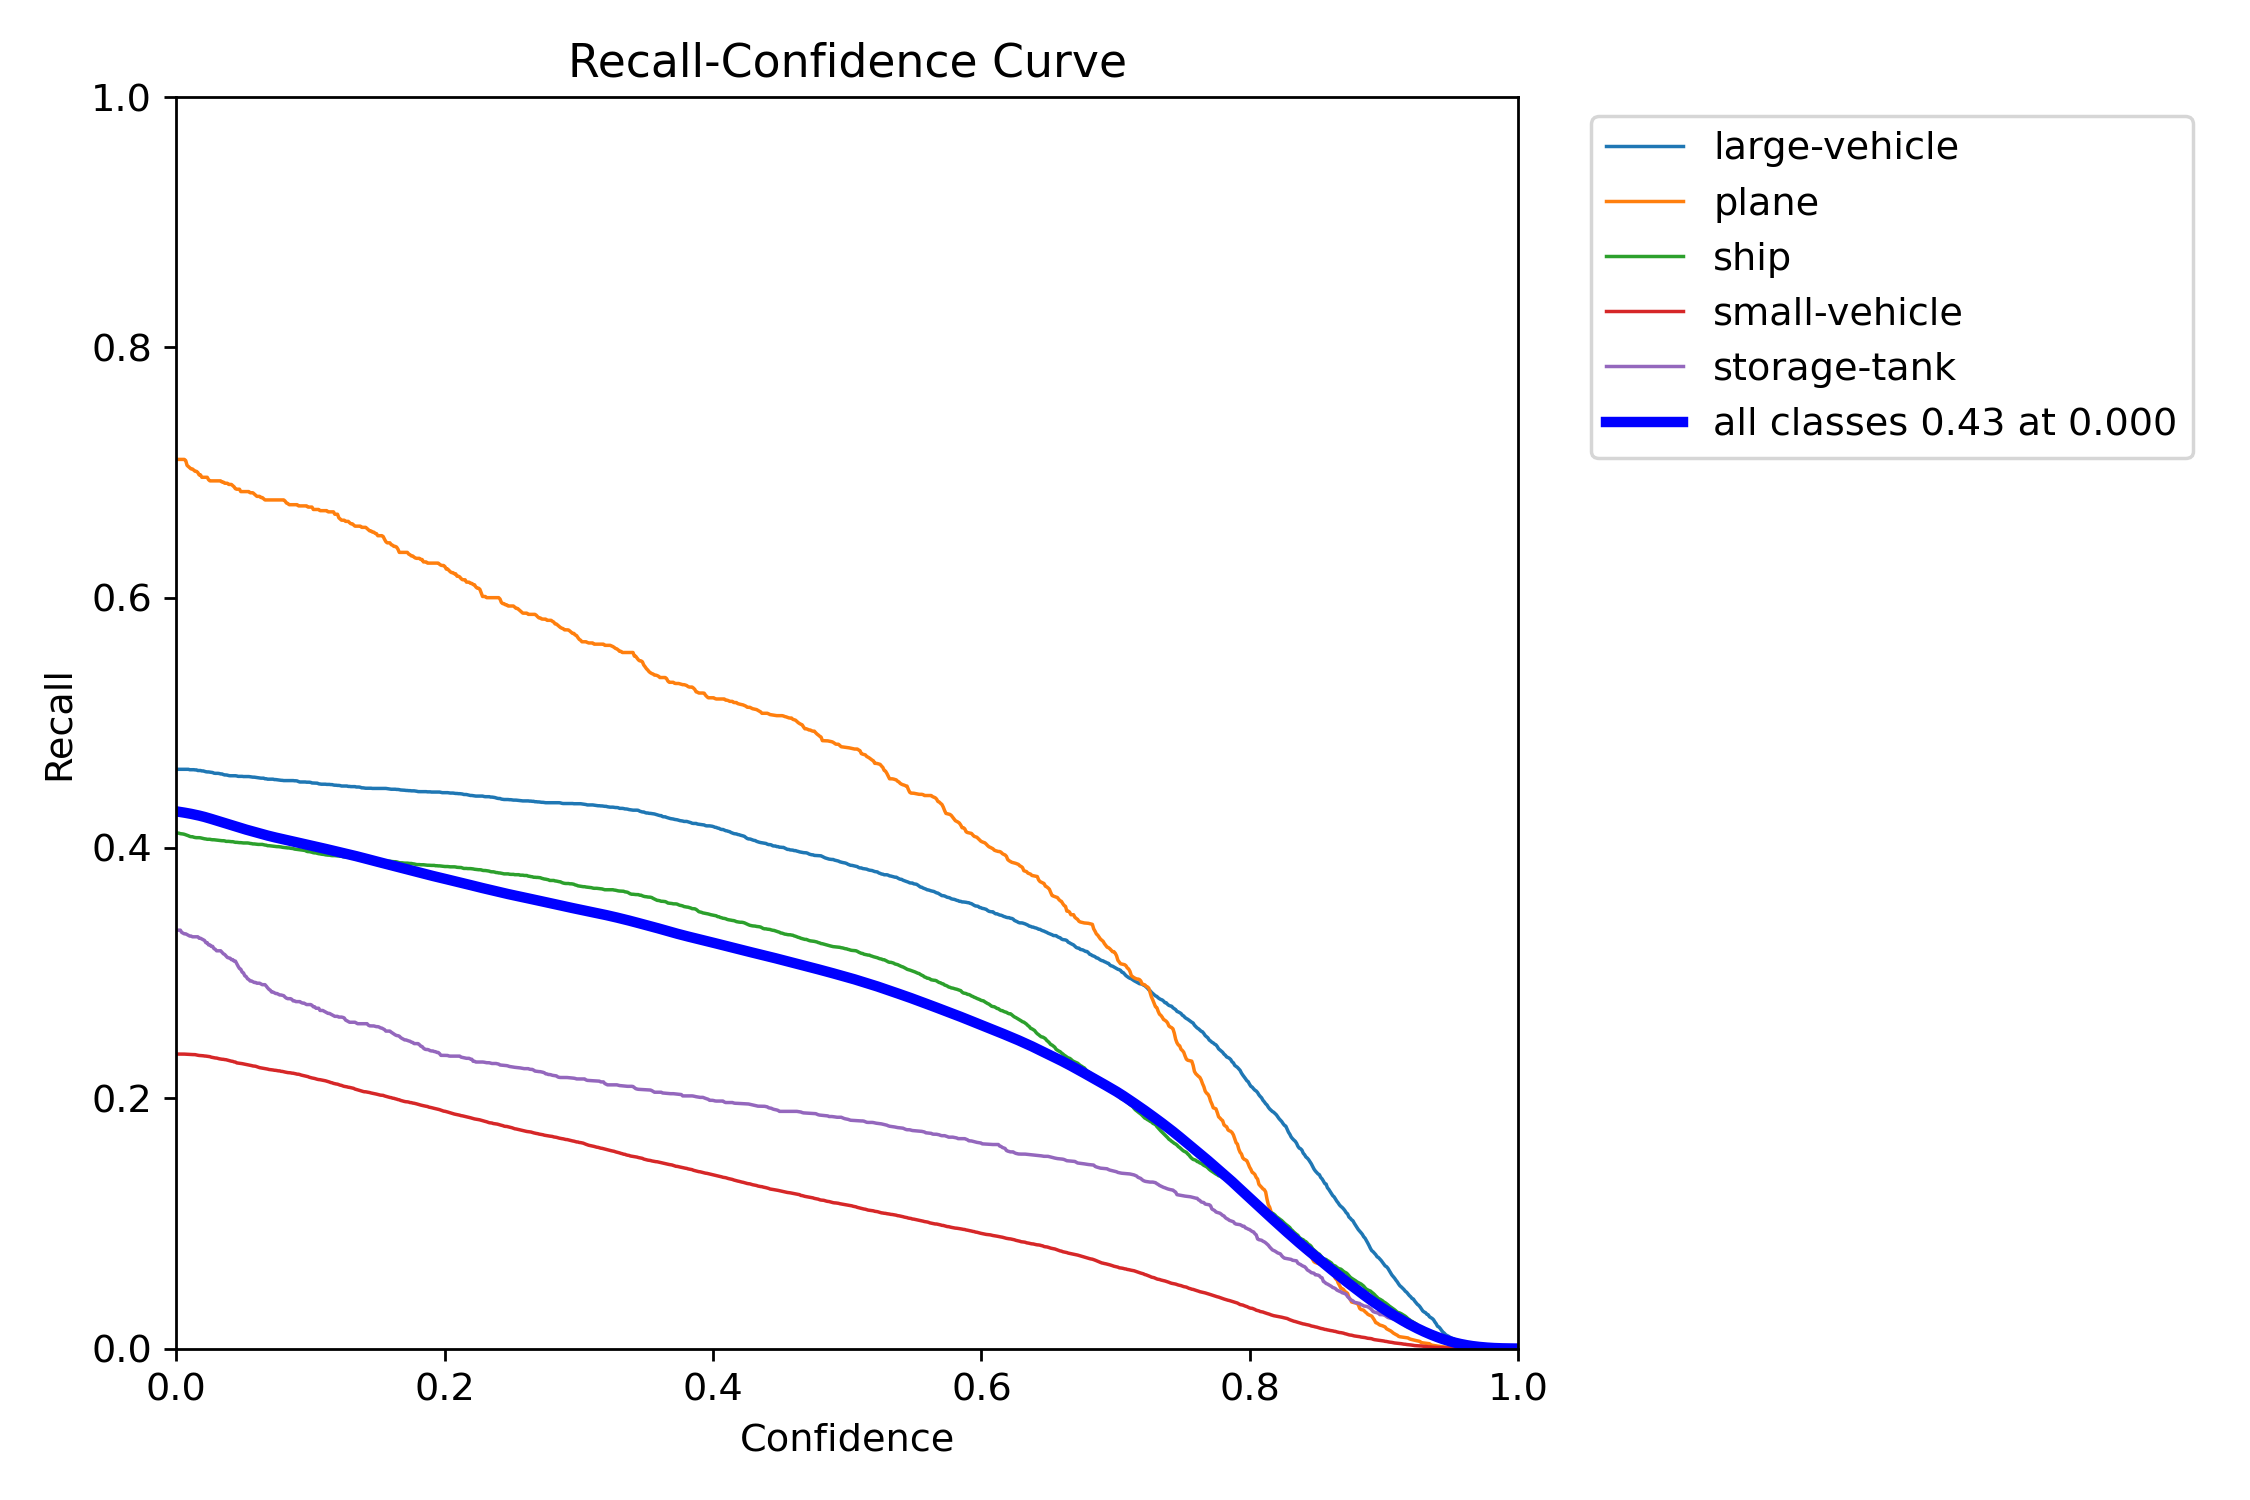 Recall-Confidence Curve
1.0
0.8
0.6
0.4
0.2
0.0
Recall
0.0 0.2 0.4 0.6 0.8 1.0
Confidence
large-vehicle
plane
ship
small-vehicle
storage-tank
all classes 0.43 at 0.000